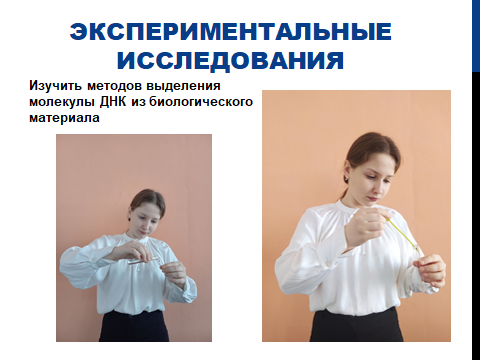 ЭКСПЕРИМЕНТАЛЬНЫЕ
ИССЛЕДОВАНИЯ
Изучить методов выделения
молекулы ДНК из биологического
материала